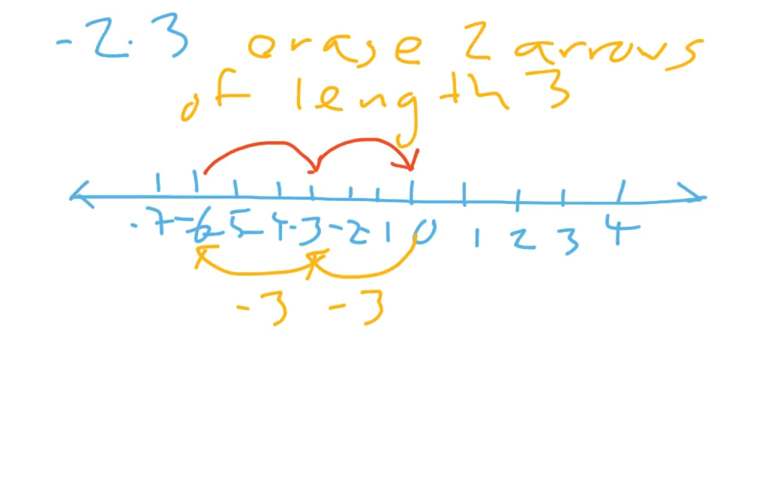 -2·3 erase 2 arrows
of length 3
-7 -6 -5 -4 -3 -2 -1 0 1 2 3 4
-3 -3